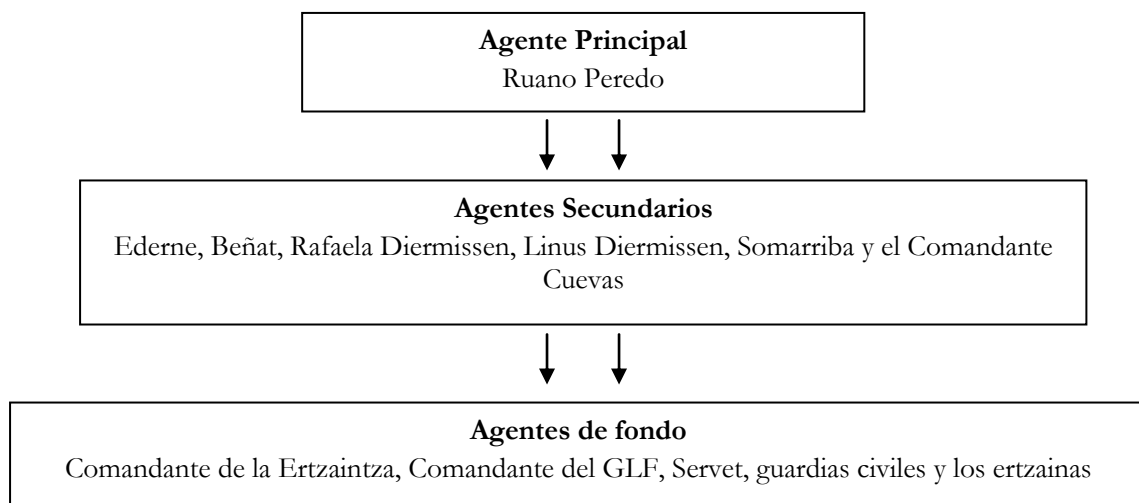 Agente Principal
Ruano Peredo
Agentes Secundarios
Ederne, Beñat, Rafaela Diermissen, Linus Diermissen, Somarriba y el Comandante
Cuevas
Agentes de fondo
Comandante de la Ertzaintza, Comandante del GLF, Servet, guardias civiles y los ertzainas